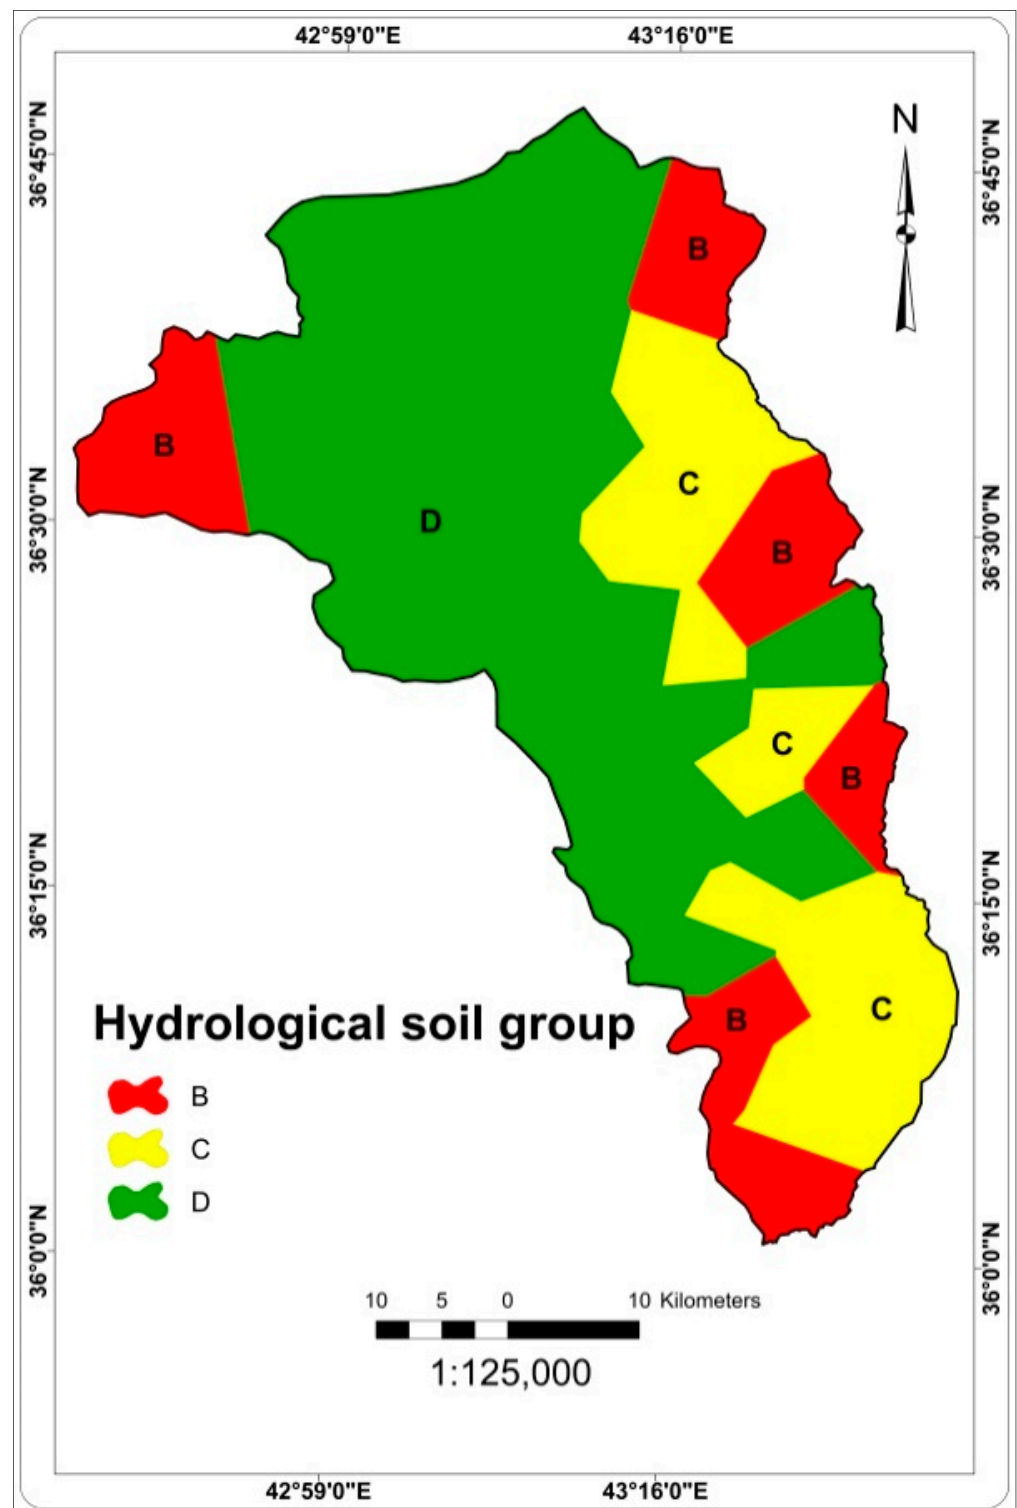 42°59'0"E 43°16'0"E
N
36°45'0"N 36°45'0"N
B
B
C
D
B
36°30'0"N 36°30'0"N
C
B
36°15'0"N 36°15'0"N
B
C
Hydrological soil group
B
C
D
36°0'0"N 36°0'0"N
10 5 0 10 Kilometers
1:125,000
42°59'0"E 43°16'0"E